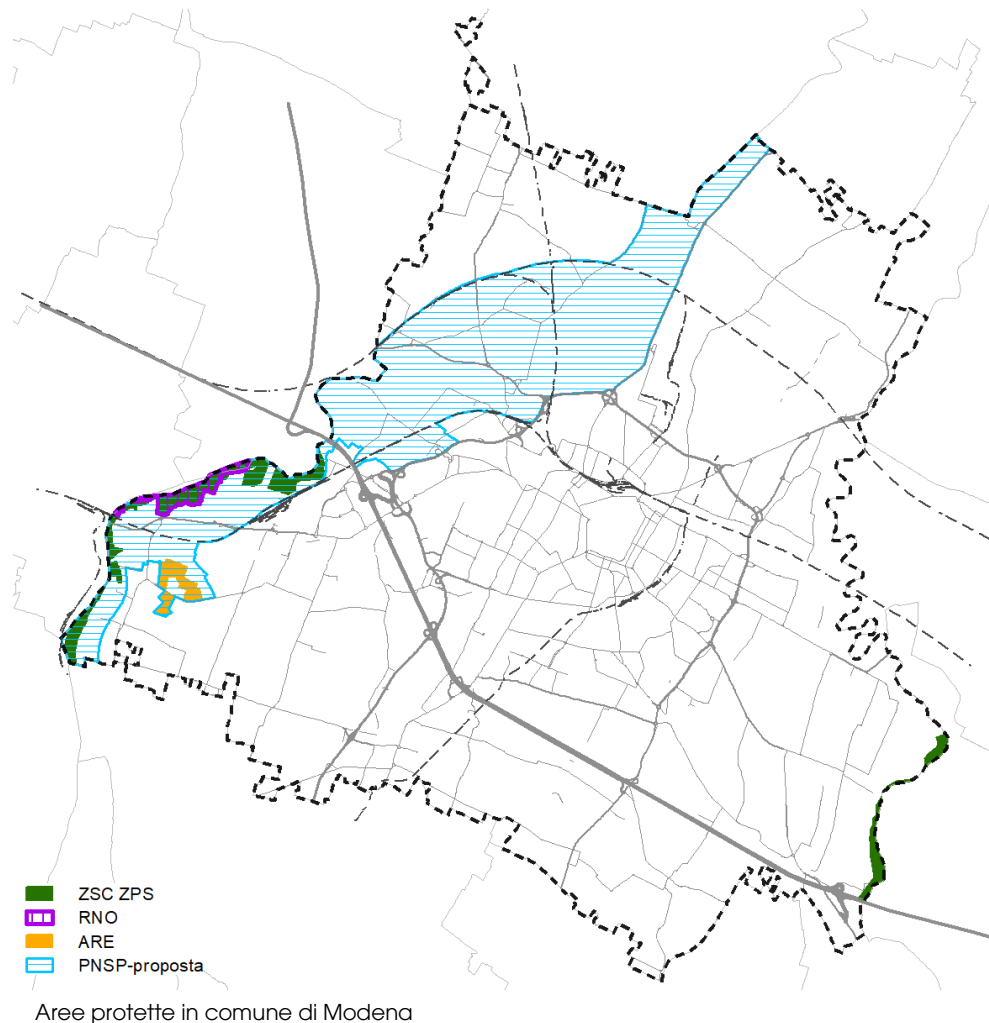 ZSC ZPS
RNO
ARE
PNSP-proposta
Aree protette in comune di Modena